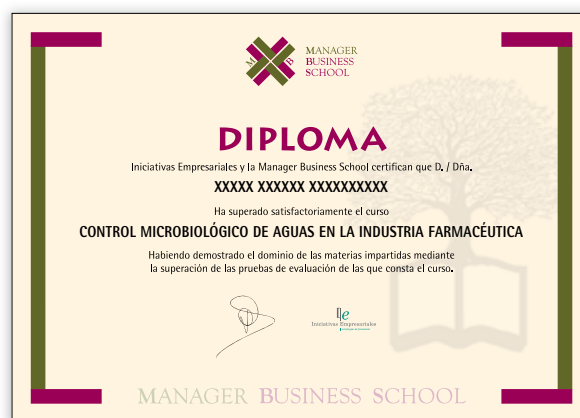 M B
MANAGER
BUSINESS
SCHOOL
DIPLOMA
Iniciativas Empresariales y la Manager Business School certifican que D. / Dña.
XXXXX XXXXXX XXXXXXXXXX
Ha superado satisfactoriamente el curso
CONTROL MICROBIOLÓGICO DE AGUAS EN LA INDUSTRIA FARMACÉUTICA
Habiendo demostrado el dominio de las materias impartidas mediante
la superación de las pruebas de evaluación de las que consta el curso.
Iniciativas Empresariales
MANAGER BUSINESS SCHOOL